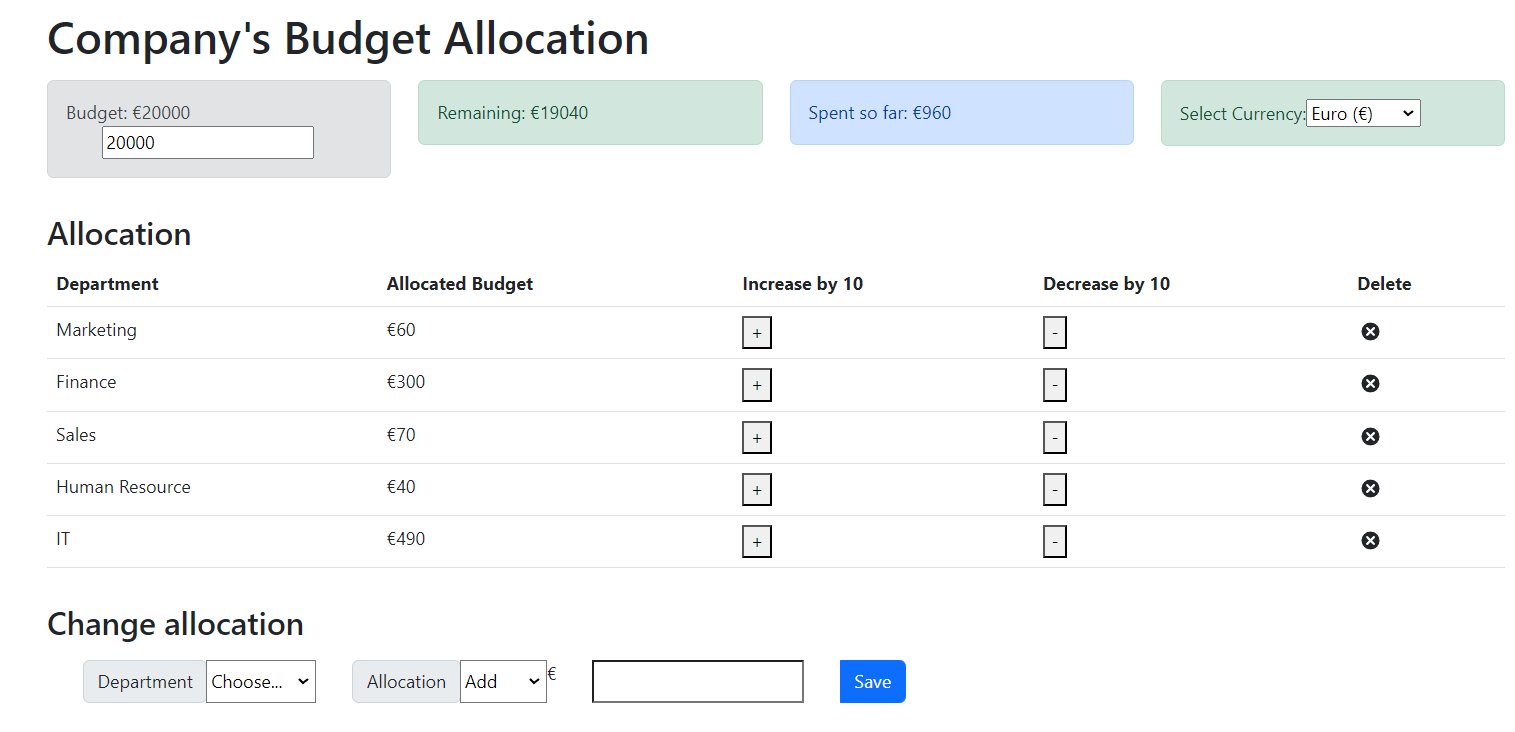 Company's Budget Allocation
Budget: €20000
20000
Remaining: €19040
Spent so far: €960
Select Currency: Euro (€)
Allocation
Department Allocated Budget Increase by 10 Decrease by 10 Delete
Marketing €60 + -
Finance €300 + -
Sales €70 + -
Human Resource €40 + -
IT €490 + -
Change allocation
Department Choose... Allocation Add € Save